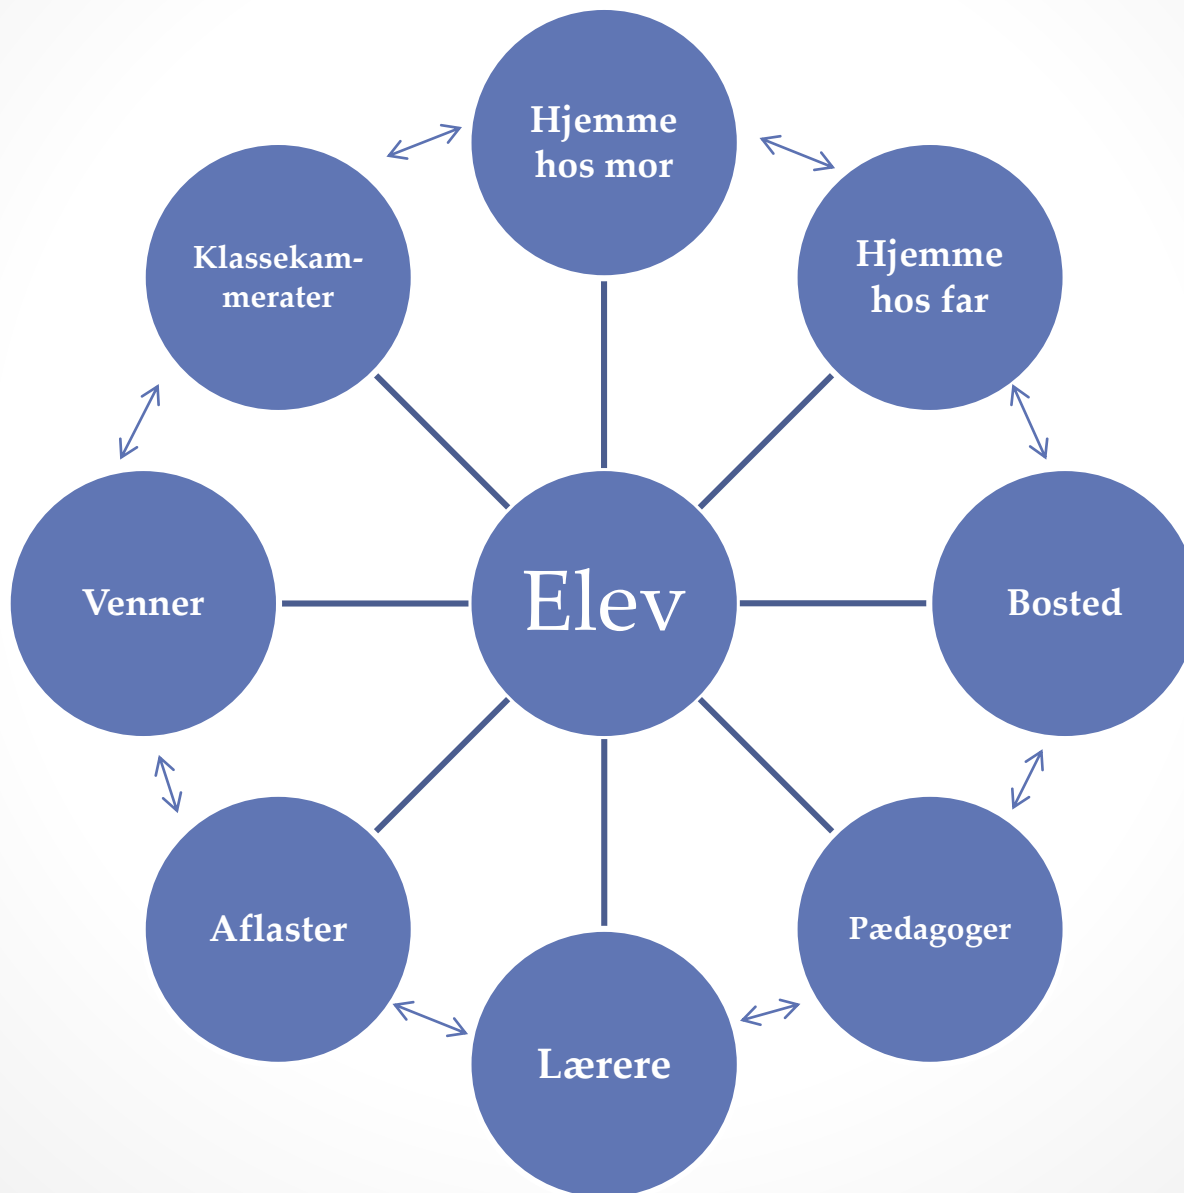 Hjemme
hos mor
Hjemme
hos far
Klassekam-
merater
Venner
Elev
Bosted
Aflaster
Pædagoger
Lærere